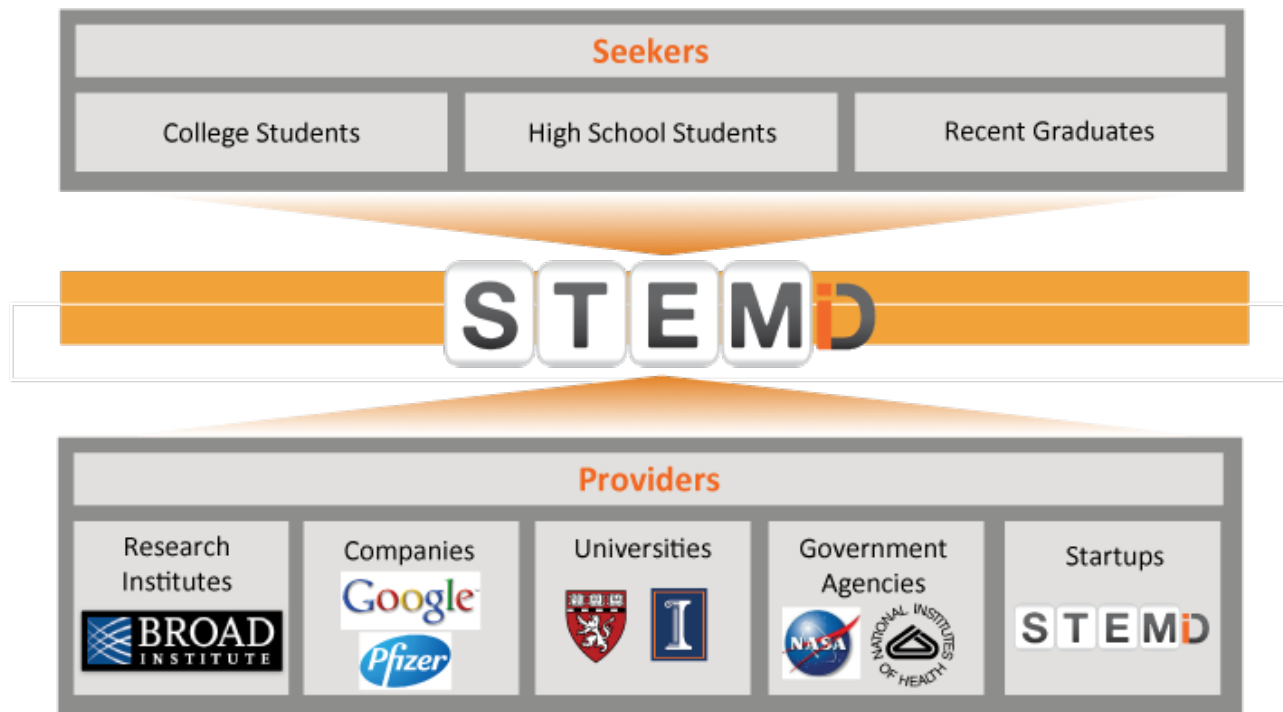 Seekers
College Students
High School Students
Recent Graduates
STEMiD
Providers
Research
Institutes
BROAD
INSTITUTE
Companies
Google
Pfizer
Universities
I
Government
Agencies
NASA
NATIONAL INSTITUTES
OF HEALTH
Startups
STEMiD